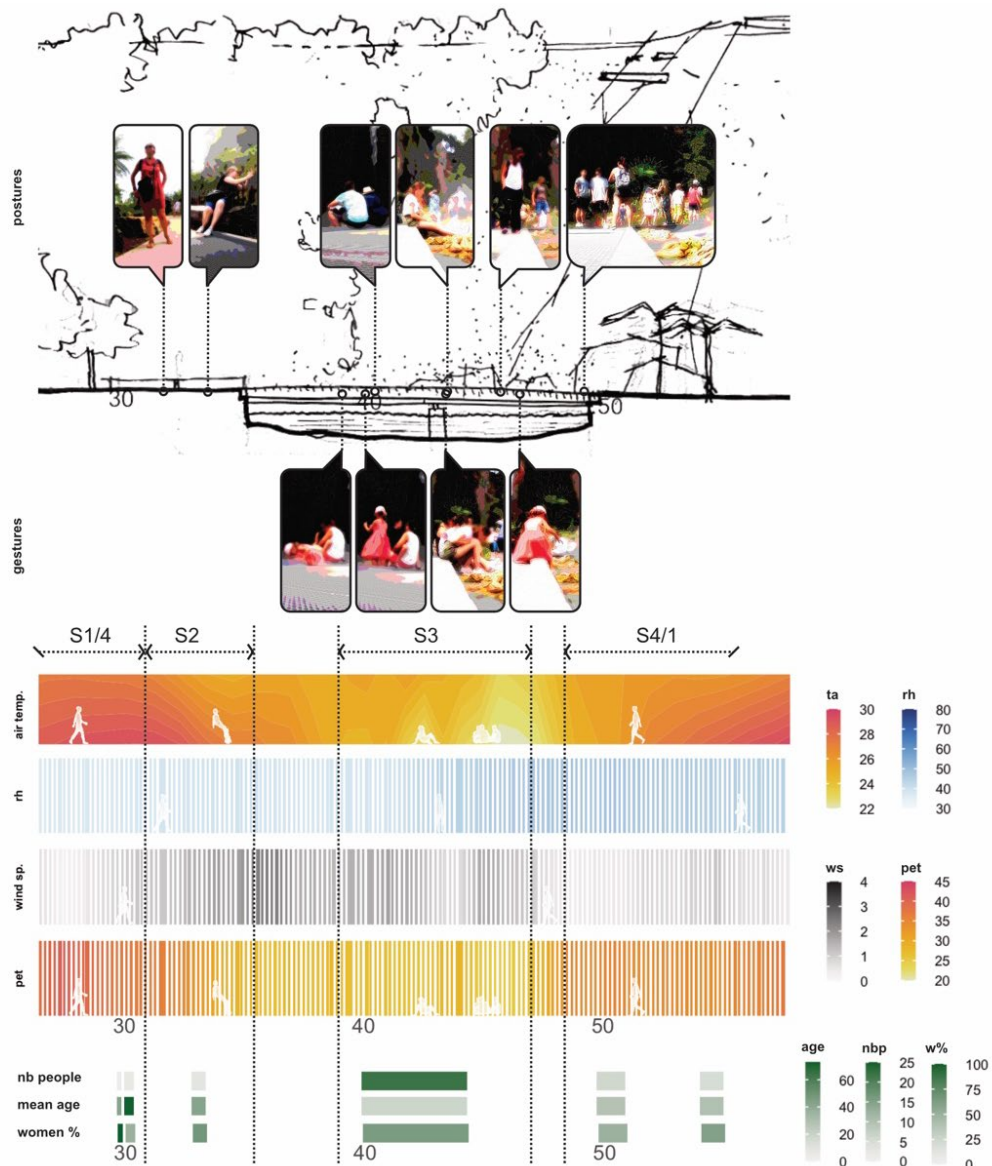 postures
30
40
50
gestures
S1/4
S2
S3
S4/1
air temp.
rh
wind sp.
pet
30
40
50
ta
30
28
26
24
22
rh
80
70
60
50
40
30
ws
4
3
2
1
0
pet
45
40
35
30
25
20
nb people
mean age
women %
30
40
50
age
60
40
20
0
nbp
25
20
15
10
5
0
w%
100
75
50
25
0